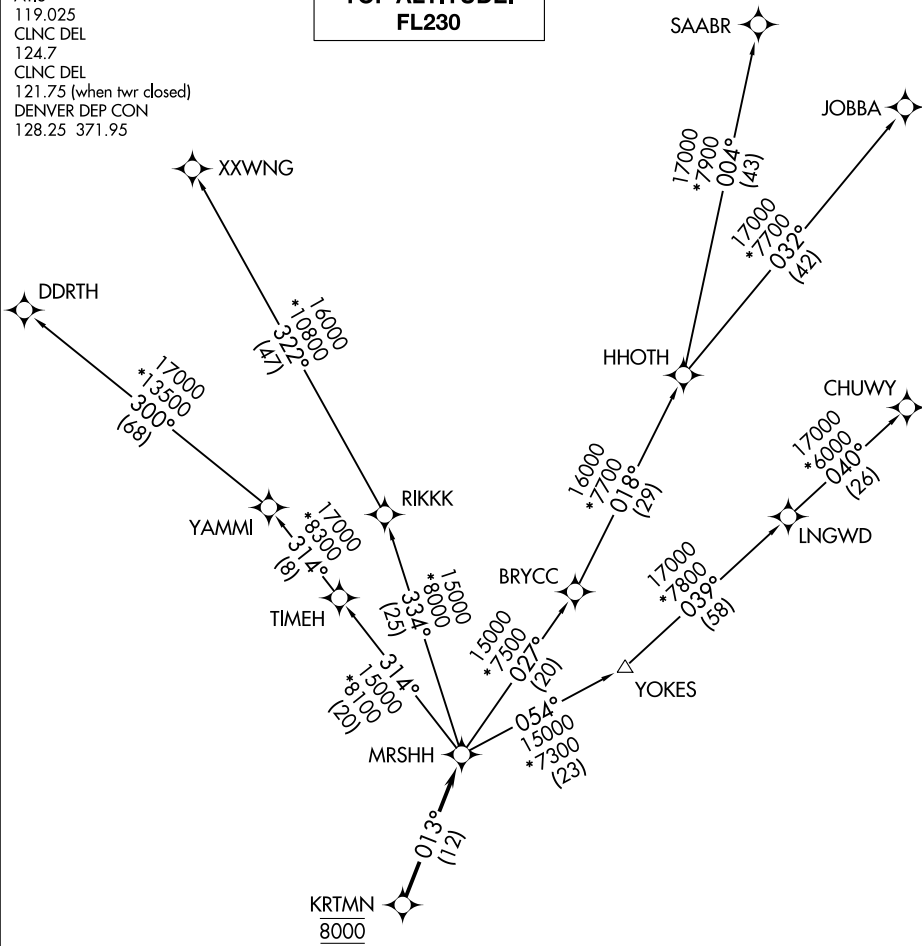 119.025
CLNC DEL
124.7
CLNC DEL
121.75 (when twr closed)
DENVER DEP CON
128.25 371.95
TOP ALTITUDE:
FL230
SAABR
JOBBA
17000
*7900
004°
(43)
17000
*7700
032°
(42)
XXWNG
DDRTH
16000
*10800
322°
(47)
17000
*13500
300°
(68)
HHOTH
CHUWY
17000
*6000
040°
(26)
16000
*7700
018°
(29)
RIKKK
YAMMI
17000
*8300
314°
(8)
LNGWD
17000
*7800
039°
(58)
BRYCC
TIMEH
15000
*8000
334°
(25)
15000
*7500
027°
(20)
314°
15000
*8100
(20)
YOKES
054°
15000
*7300
(23)
MRSHH
013°
(12)
KRTMN
8000